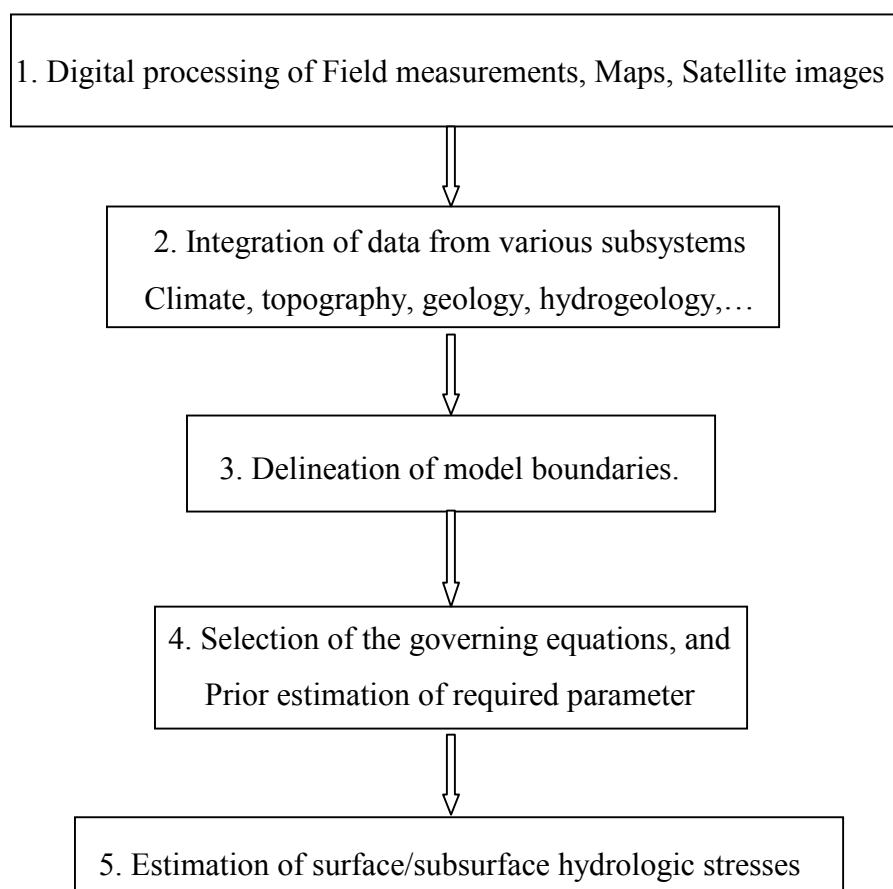 1. Digital processing of Field measurements, Maps, Satellite images
2. Integration of data from various subsystems
Climate, topography, geology, hydrogeology,…
3. Delineation of model boundaries.
4. Selection of the governing equations, and
Prior estimation of required parameter
5. Estimation of surface/subsurface hydrologic stresses